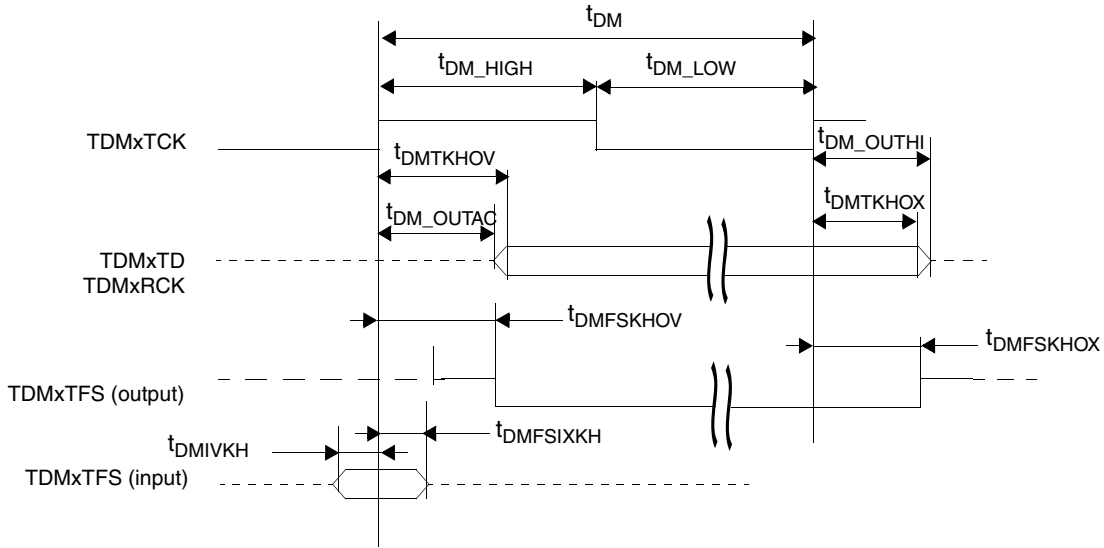 tDM
tDM_HIGH
tDM_LOW
TDMxTCK
tDM_OUTHI
tDMTKHOV
tDMTKHOX
tDM_OUTAC
TDMxTD
TDMxRCK
tDMFSKHOV
tDMFSKHOX
TDMxTFS (output)
tDMFSIXKH
tDMIVKH
TDMxTFS (input)